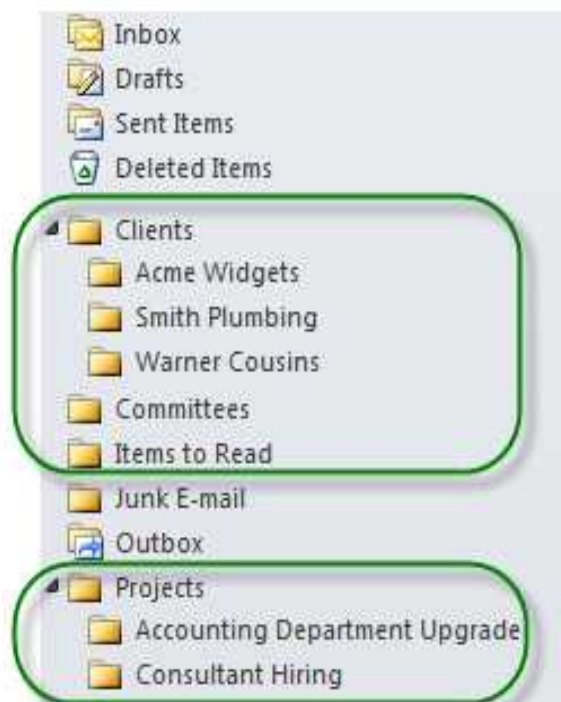 Inbox
Drafts
Sent Items
Deleted Items
Clients
Acme Widgets
Smith Plumbing
Warner Cousins
Committees
Items to Read
Junk E-mail
Outbox
Projects
Accounting Department Upgrade
Consultant Hiring